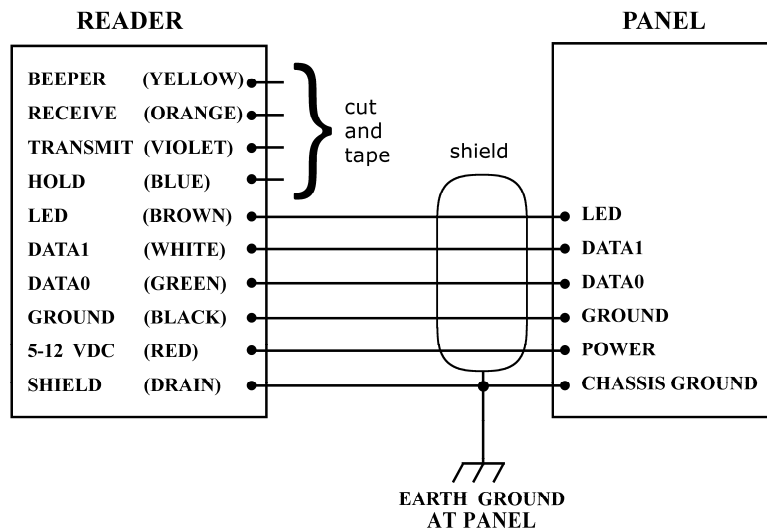 READER
PANEL
BEEPER (YELLOW)
RECEIVE (ORANGE)
TRANSMIT (VIOLET)
HOLD (BLUE)
LED (BROWN)
DATA1 (WHITE)
DATA0 (GREEN)
GROUND (BLACK)
5-12 VDC (RED)
SHIELD (DRAIN)
cut
and
tape
shield
LED
DATA1
DATA0
GROUND
POWER
CHASSIS GROUND
EARTH GROUND
AT PANEL